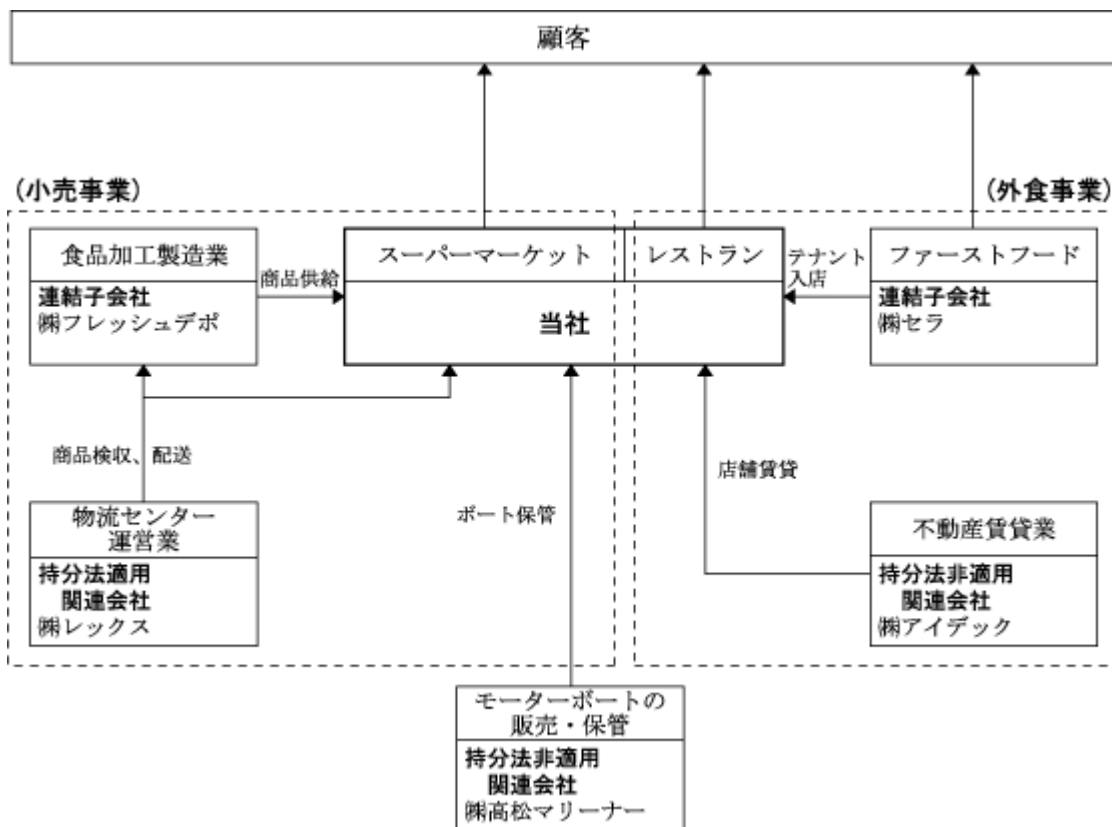 顧客
(小売事業)
(外食事業)
食品加工製造業
連結子会社
㈱フレッシュデポ
商品供給
スーパーマーケット
レストラン
当社
テナント
入店
ファーストフード
連結子会社
㈱セラ
商品検収、配送
ボート保管
店舗賃貸
物流センター
運営業
持分法適用
関連会社
㈱レックス
不動産賃貸業
持分法非適用
関連会社
㈱アイデック
モーターボートの
販売・保管
持分法非適用
関連会社
㈱高松マリーナー